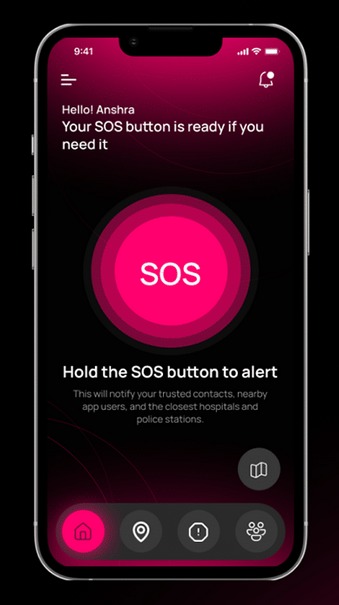 9:41
Hello! Anshra
Your SOS button is ready if you
need it
SOS
Hold the SOS button to alert
This will notify your trusted contacts, nearby
app users, and the closest hospitals and
police stations.